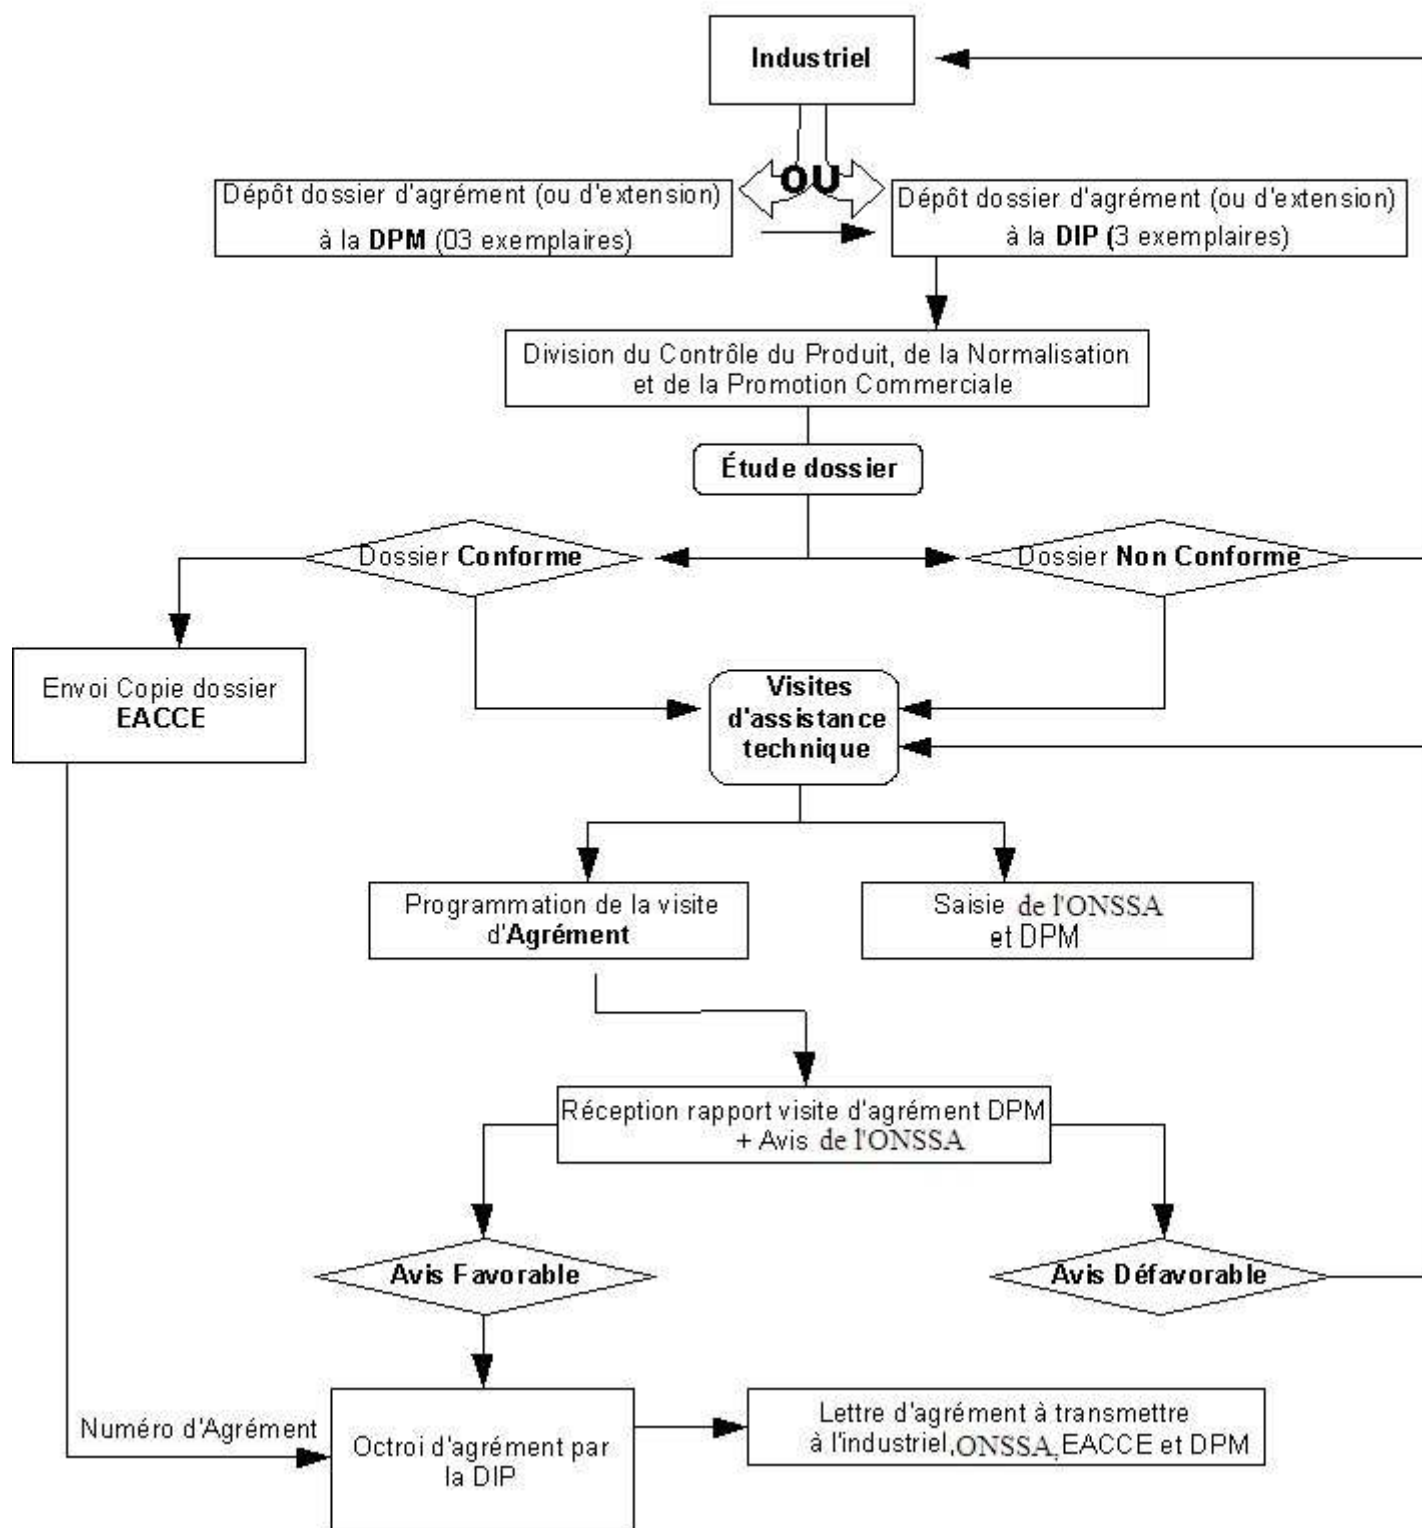 Industriel
OU
Dépôt dossier d'agrément (ou d'extension)
à la DPM (03 exemplaires)
Dépôt dossier d'agrément (ou d'extension)
à la DIP (3 exemplaires)
Division du Contrôle du Produit, de la Normalisation
et de la Promotion Commerciale
Étude dossier
Dossier Conforme
Dossier Non Conforme
Envoi Copie dossier
EACCE
Visites
d'assistance
technique
Programmation de la visite
d'Agrément
Saisie de l'ONSSA
et DPM
Réception rapport visite d'agrément DPM
+ Avis de l'ONSSA
Avis Favorable
Avis Défavorable
Numéro d'Agrément
Octroi d'agrément par
la DIP
Lettre d'agrément à transmettre
à l'industriel,ONSSA,EACCE et DPM